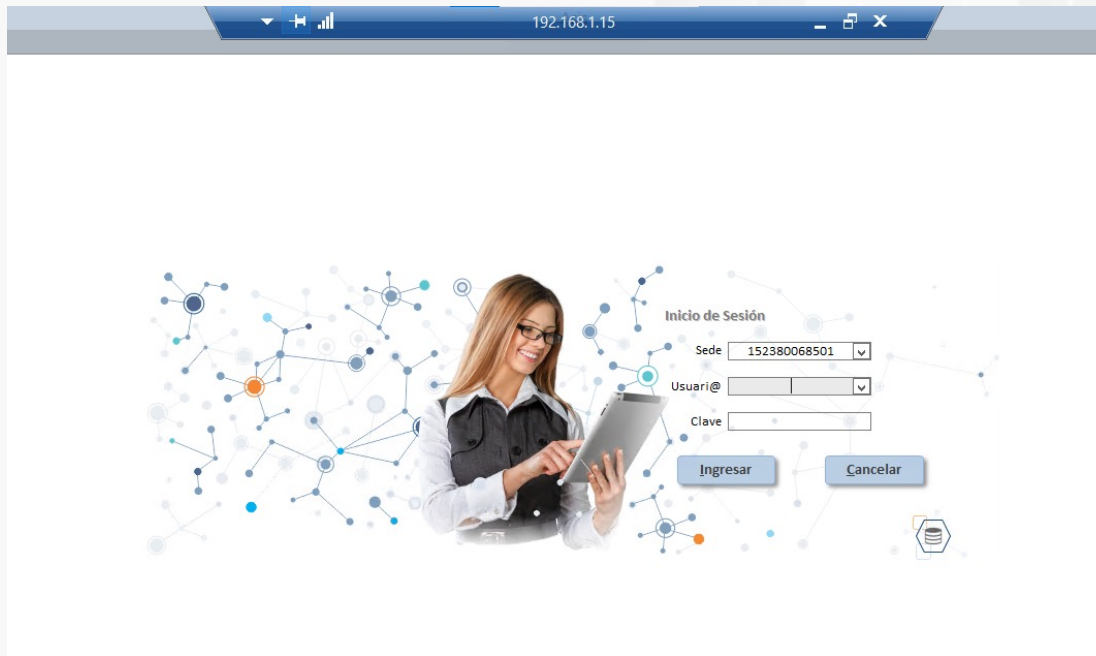 192.168.1.15
Inicio de Sesión
Sede 152380068501
Usuari@
Clave
Ingresar Cancelar